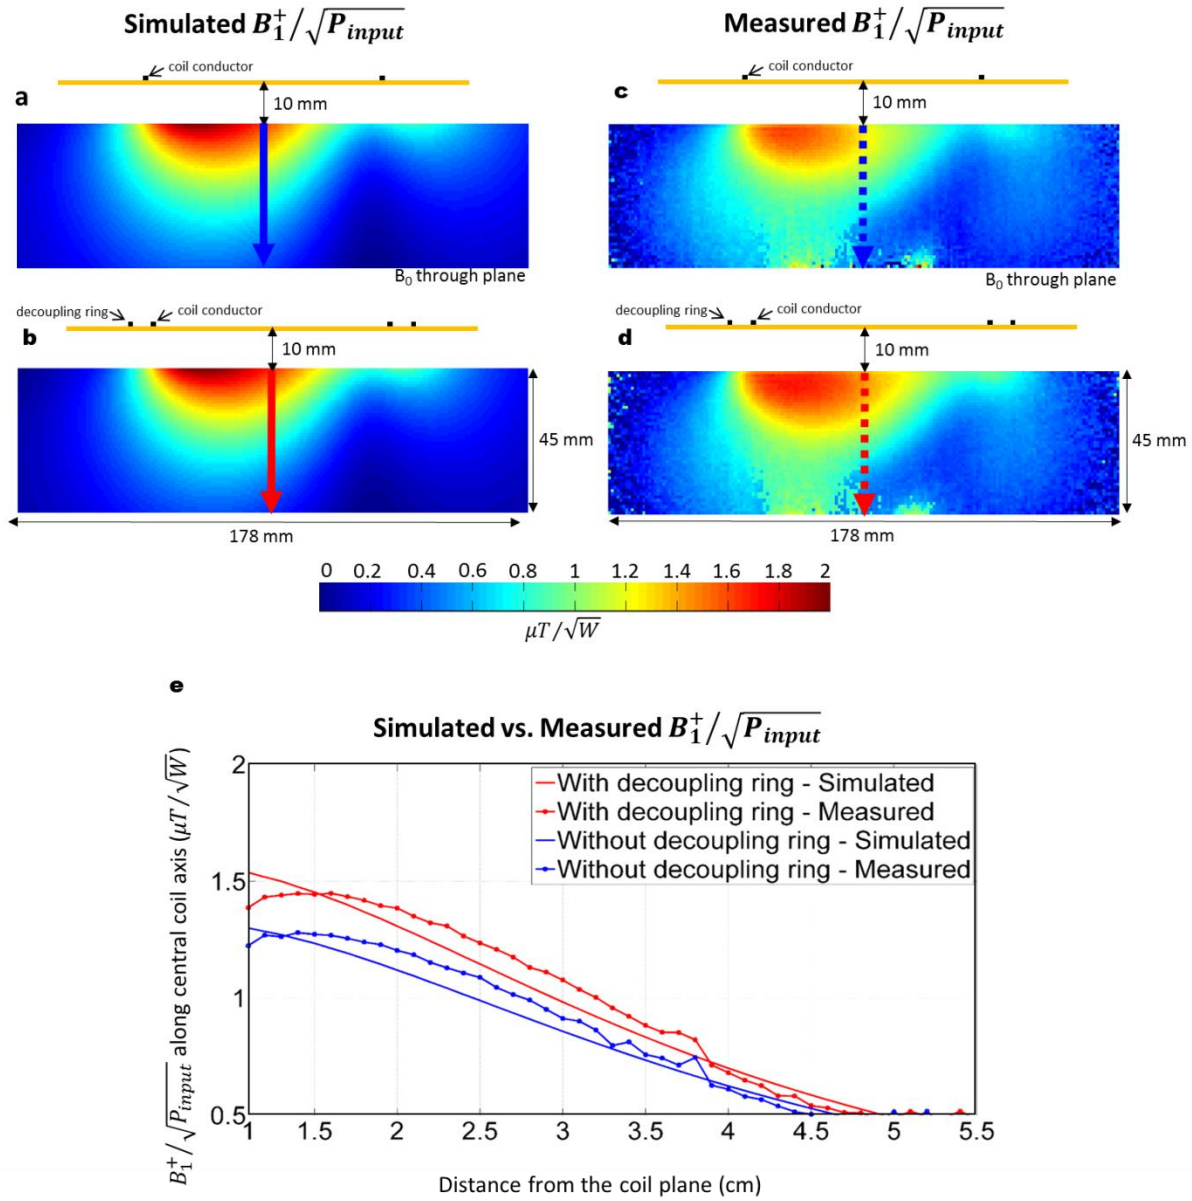 Simulated B₁⁺/√P_input
Measured B₁⁺/√P_input
coil conductor
a
10 mm
B₀ through plane
coil conductor
c
10 mm
B₀ through plane
decoupling ring
coil conductor
b
10 mm
45 mm
178 mm
decoupling ring
coil conductor
d
10 mm
45 mm
178 mm
0 0.2 0.4 0.6 0.8 1 1.2 1.4 1.6 1.8 2
μT/√W
e
Simulated vs. Measured B₁⁺/√P_input
B₁⁺/√P_input along central coil axis (μT/√W)
2
1.5
1
0.5
With decoupling ring - Simulated
With decoupling ring - Measured
Without decoupling ring - Simulated
Without decoupling ring - Measured
1 1.5 2 2.5 3 3.5 4 4.5 5 5.5
Distance from the coil plane (cm)